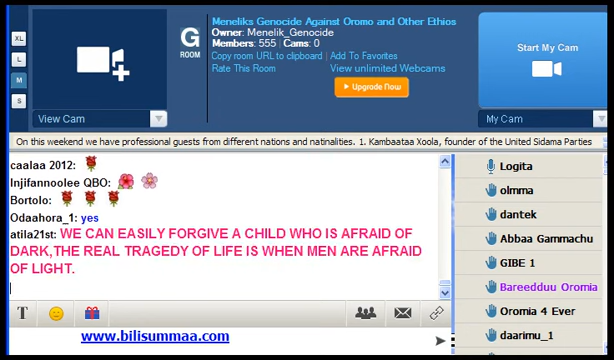 XL
L
M
S
View Cam
G
ROOM
Meneliks Genocide Against Oromo and Other Ethios
Owner: Menelik_Genocide
Members: 555 | Cams: 0
Copy room URL to clipboard | Add To Favorites
Rate This Room View unlimited Webcams
Upgrade Now
Start My Cam
My Cam
On this weekend we have professional guests from different nations and natinalities. 1. Kambaataa Xoola, founder of the United Sidama Parties
caalaa 2012:
Injifannoolee QBO:
Bortolo:
Odaahora_1: yes
atila21st: WE CAN EASILY FORGIVE A CHILD WHO IS AFRAID OF
DARK,THE REAL TRAGEDY OF LIFE IS WHEN MEN ARE AFRAID
OF LIGHT.
Logita
olmma
dantek
Abbaa Gammachu
GIBE 1
Bareedduu Oromia
Oromia 4 Ever
daarimu_1
T
www.bilisummaa.com